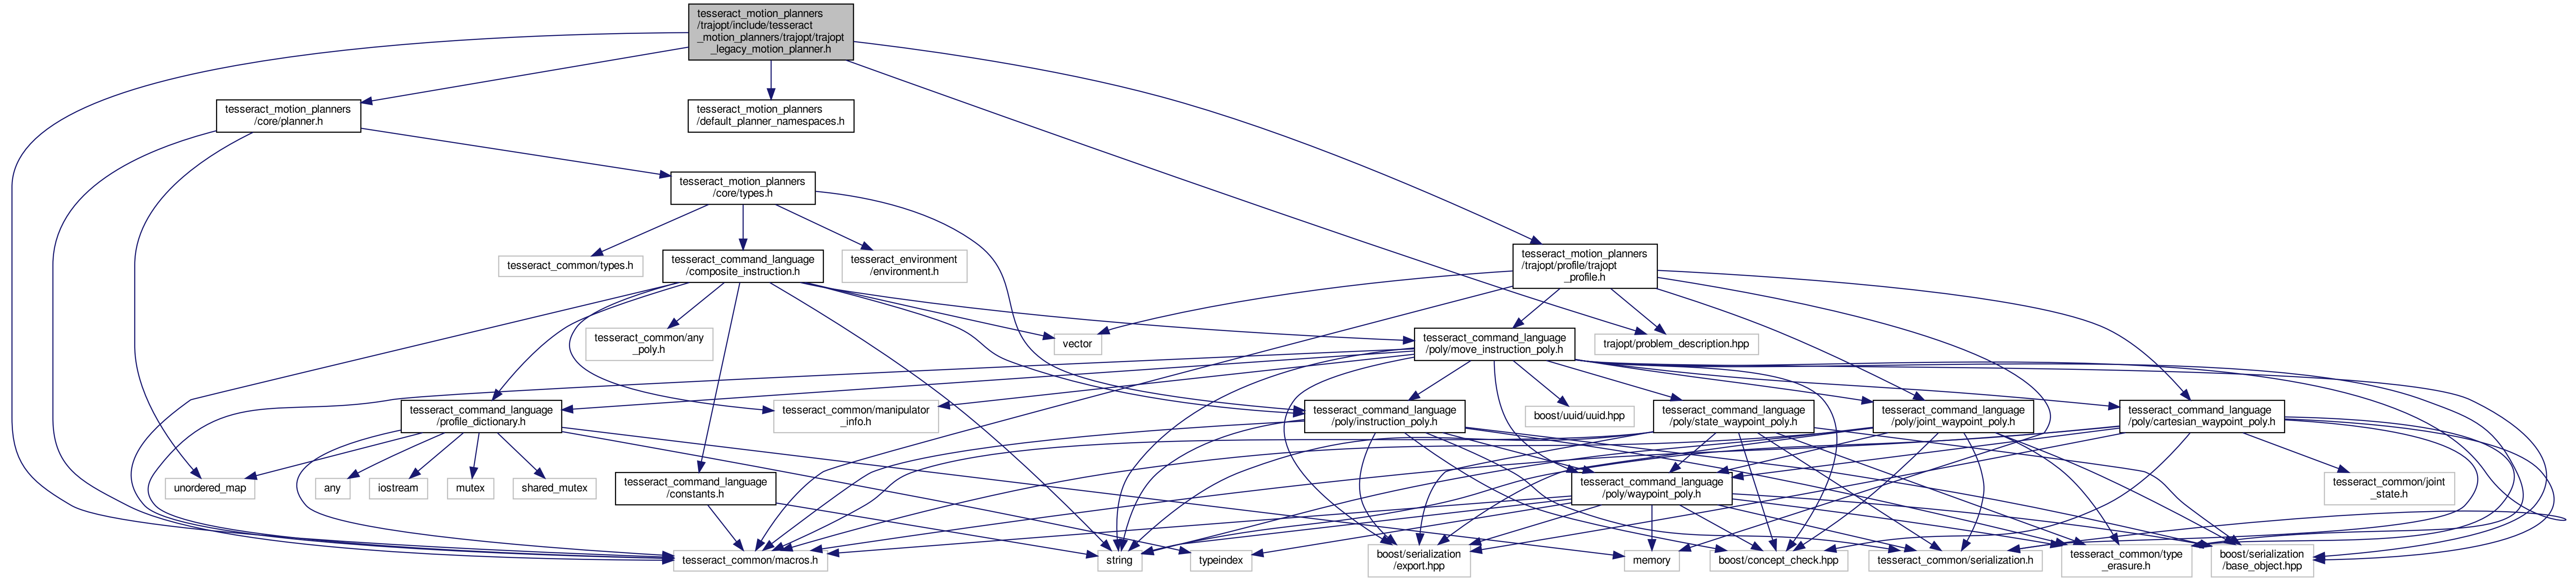 tesseract_motion_planners
/trajopt/include/tesseract
_motion_planners/trajopt/trajopt
_legacy_motion_planner.h
tesseract_motion_planners
/core/planner.h
tesseract_motion_planners
/default_planner_namespaces.h
tesseract_motion_planners
/core/types.h
tesseract_common/types.h
tesseract_command_language
/composite_instruction.h
tesseract_environment
/environment.h
tesseract_motion_planners
/trajopt/profile/trajopt
_profile.h
tesseract_common/any
_poly.h
vector
tesseract_command_language
/poly/move_instruction_poly.h
trajopt/problem_description.hpp
tesseract_command_language
/profile_dictionary.h
tesseract_common/manipulator
_info.h
tesseract_command_language
/poly/instruction_poly.h
boost/uuid/uuid.hpp
tesseract_command_language
/poly/state_waypoint_poly.h
tesseract_command_language
/poly/joint_waypoint_poly.h
tesseract_command_language
/poly/cartesian_waypoint_poly.h
unordered_map
any
iostream
mutex
shared_mutex
tesseract_command_language
/constants.h
tesseract_command_language
/poly/waypoint_poly.h
tesseract_common/joint
_state.h
tesseract_common/macros.h
string
typeindex
boost/serialization
/export.hpp
memory
boost/concept_check.hpp
tesseract_common/serialization.h
tesseract_common/type
_erasure.h
boost/serialization
/base_object.hpp